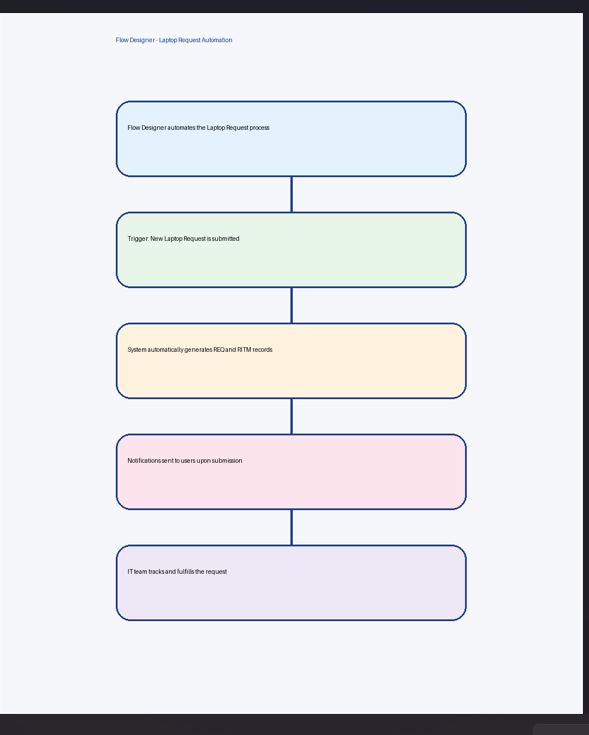 Flow Designer - Laptop Request Automation
Flow Designer automates the Laptop Request process
Trigger: New Laptop Request is submitted
System automatically generates REQ and RITM records
Notifications sent to users upon submission
IT team tracks and fulfills the request